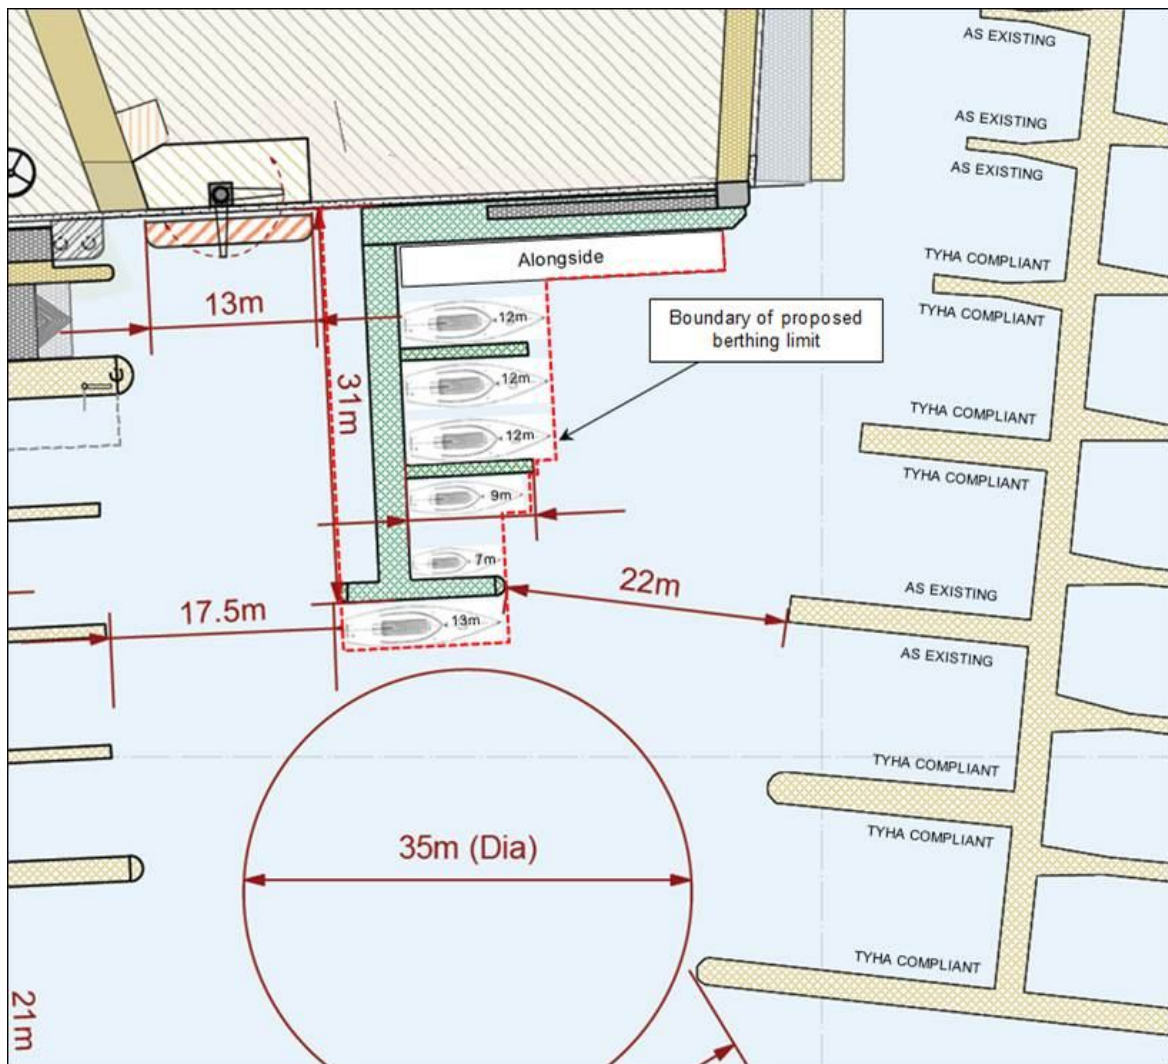 AS EXISTING
AS EXISTING
AS EXISTING
TYHA COMPLIANT
Alongside
13m
12m
TYHA COMPLIANT
Boundary of proposed
berthing limit
12m
31m
TYHA COMPLIANT
12m
TYHA COMPLIANT
9m
7m
22m
AS EXISTING
17.5m
13m
AS EXISTING
TYHA COMPLIANT
TYHA COMPLIANT
35m (Dia)
TYHA COMPLIANT
21m